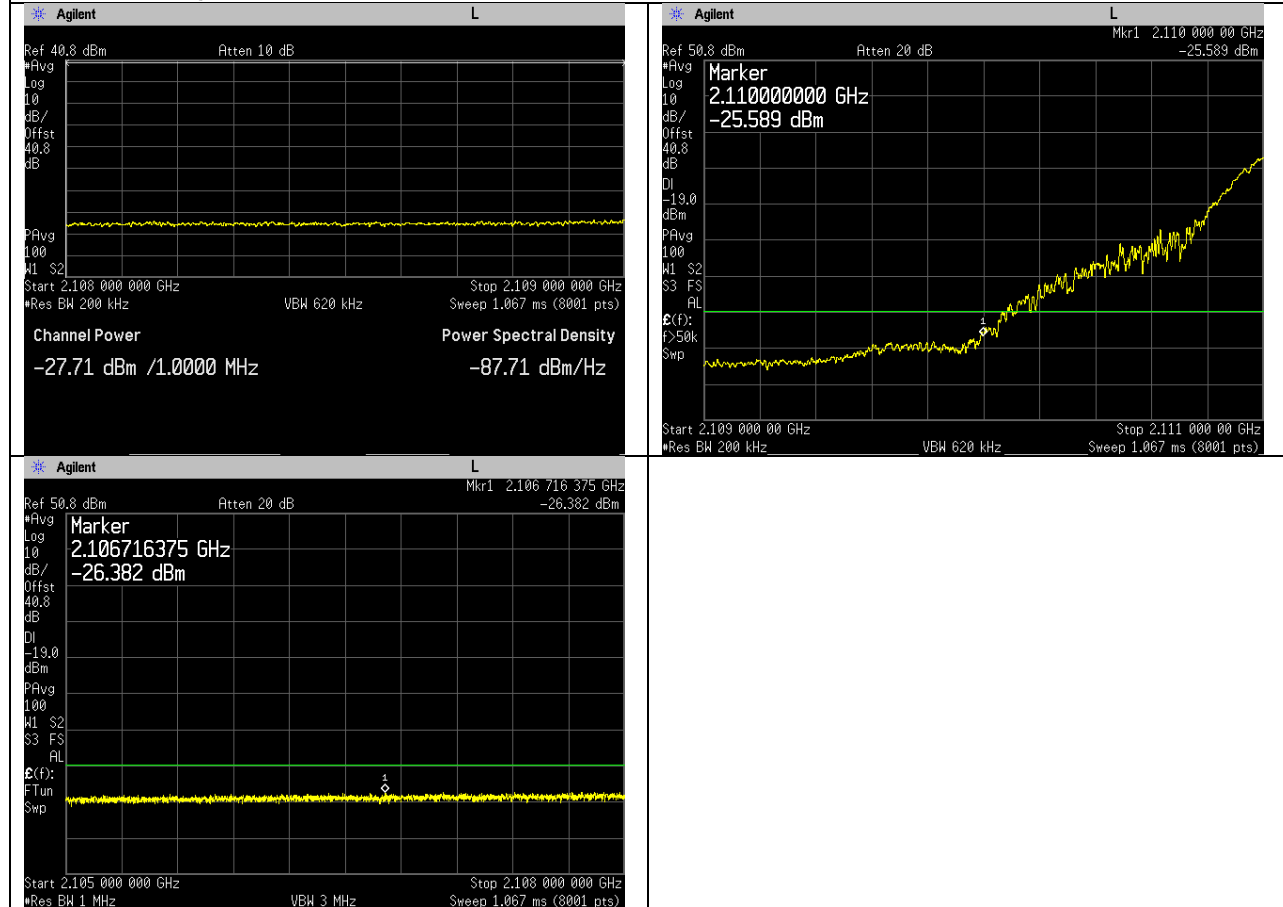 Agilent L
Ref 40.8 dBm Atten 10 dB
#Avg
Log
10
dB/
Offst
40.8
dB
PAvg
100
W1 S2
Start 2.108 000 000 GHz Stop 2.109 000 000 GHz
#Res BW 200 kHz VBW 620 kHz Sweep 1.067 ms (8001 pts)
Channel Power Power Spectral Density
-27.71 dBm /1.0000 MHz -87.71 dBm/Hz
Agilent L
Mkr1 2.110 000 00 GHz
Ref 50.8 dBm Atten 20 dB -25.589 dBm
#Avg
Log
10
dB/
Offst
40.8
dB
DI
-19.0
dBm
PAvg
100
W1 S2
S3 FS
AL
£(f):
f>50k
Swp
Marker
2.110000000 GHz
-25.589 dBm
1
Start 2.109 000 00 GHz Stop 2.111 000 00 GHz
#Res BW 200 kHz VBW 620 kHz Sweep 1.067 ms (8001 pts)
Agilent L
Mkr1 2.106 716 375 GHz
Ref 50.8 dBm Atten 20 dB -26.382 dBm
#Avg
Log
10
dB/
Offst
40.8
dB
DI
-19.0
dBm
PAvg
100
W1 S2
S3 FS
AL
£(f):
FTun
Swp
Marker
2.106716375 GHz
-26.382 dBm
1
Start 2.105 000 000 GHz Stop 2.108 000 000 GHz
#Res BW 1 MHz VBW 3 MHz Sweep 1.067 ms (8001 pts)